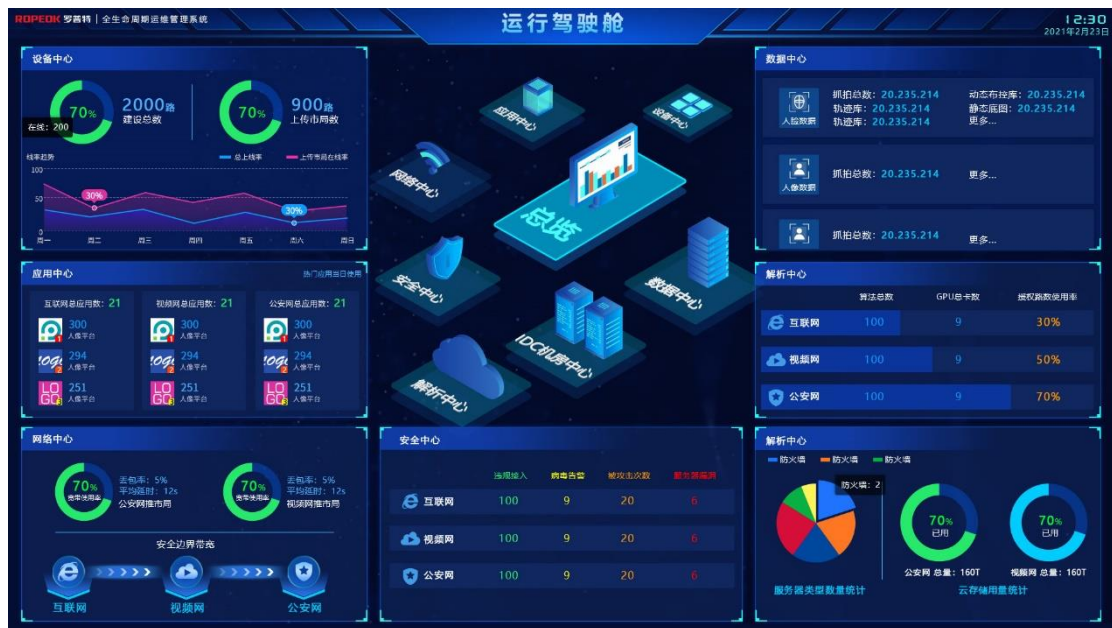 ROPEOK 罗普特 | 全生命周期运维管理系统
运行驾驶舱
12:30
2021年2月23日
设备中心
70%
2000路
建设总数
在线: 200
70%
900路
上传市局数
线率趋势
总上线率
上传市局在线率
100
50
0
30%
30%
周一 周二 周三 周四 周五 周六 周日
应用中心
热门应用当日使用
互联网总应用数: 21
视频网总应用数: 21
公安网总应用数: 21
300
人像平台
300
人像平台
300
人像平台
294
人像平台
294
人像平台
294
人像平台
LOGO
251
人像平台
LOGO
251
人像平台
LOGO
251
人像平台
网络中心
70%
宽带使用率
丢包率: 5%
平均延时: 12s
公安网推市局
70%
宽带使用率
丢包率: 5%
平均延时: 12s
视频网推市局
安全边界带宽
互联网
视频网
公安网
应用中心
设备中心
网络中心
总览
安全中心
数据中心
IDC机房中心
解析中心
安全中心
违规接入 病毒告警 被攻击次数
互联网 100 9 20 6
视频网 100 9 20 6
公安网 100 9 20 6
数据中心
人脸数据
抓拍总数: 20.235.214
轨迹库: 20.235.214
轨迹库: 20.235.214
动态布控库: 20.235.214
静态底图: 20.235.214
更多...
人像数据
抓拍总数: 20.235.214
更多...
抓拍总数: 20.235.214
更多...
解析中心
算法总数 GPU总卡数 授权路数使用率
互联网 100 9 30%
视频网 100 9 50%
公安网 100 9 70%
解析中心
防火墙 防火墙 防火墙
防火墙: 2
服务器类型数量统计
70%
已用
公安网 总量: 160T
70%
已用
视频网 总量: 160T
云存储用量统计